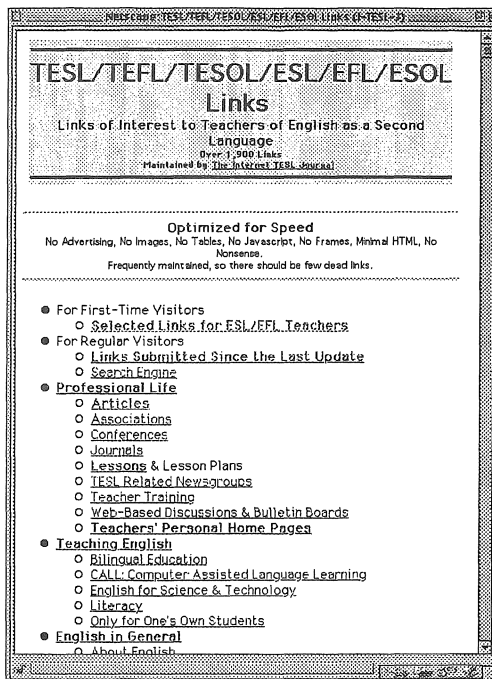 Netscape: TESL/TEFL/TESOL/ESL/EFL/ESOL Links (I-TESL-J)
TESL/TEFL/TESOL/ESL/EFL/ESOL
Links
Links of Interest to Teachers of English as a Second
Language
Over 1,900 Links
Maintained by The Internet TESL Journal
Optimized for Speed
No Advertising, No Images, No Tables, No Javascript, No Frames, Minimal HTML, No
Nonsense.
Frequently maintained, so there should be few dead links.
For First-Time Visitors
Selected Links for ESL/EFL Teachers
For Regular Visitors
Links Submitted Since the Last Update
Search Engine
Professional Life
Articles
Associations
Conferences
Journals
Lessons & Lesson Plans
TESL Related Newsgroups
Teacher Training
Web-Based Discussions & Bulletin Boards
Teachers' Personal Home Pages
Teaching English
Bilingual Education
CALL: Computer Assisted Language Learning
English for Science & Technology
Literacy
Only for One's Own Students
English in General
About English